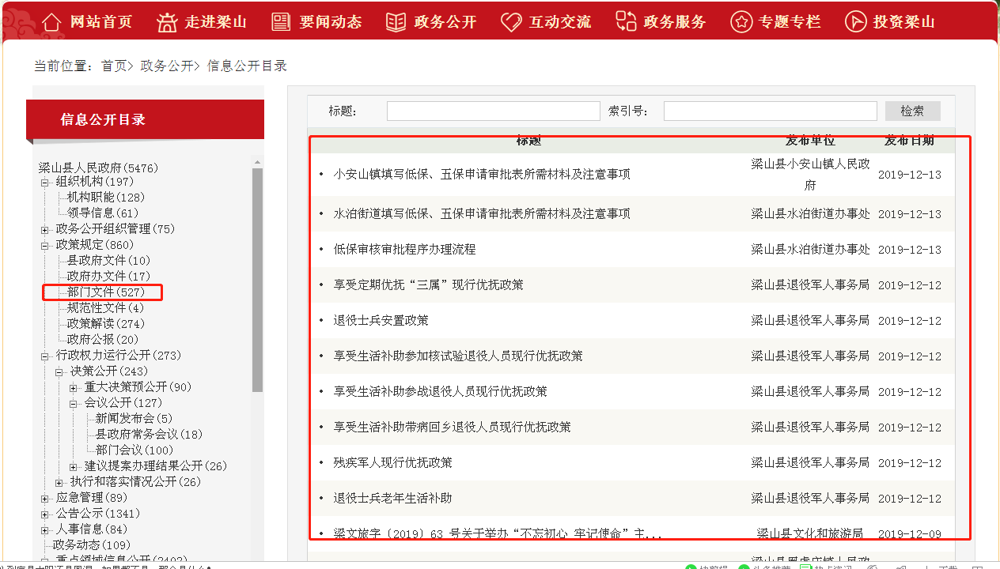 网站首页 走进梁山 要闻动态 政务公开 互动交流 政务服务 专题专栏 投资梁山
当前位置：首页> 政务公开> 信息公开目录
信息公开目录
梁山县人民政府(5476)
组织机构(197)
机构职能(128)
领导信息(61)
政务公开组织管理(75)
政策规定(860)
县政府文件(10)
政府办文件(17)
部门文件(527)
规范性文件(4)
政策解读(274)
政府公报(20)
行政权力运行公开(273)
决策公开(243)
重大决策预公开(90)
会议公开(127)
新闻发布会(5)
县政府常务会议(18)
部门会议(100)
建议提案办理结果公开(26)
执行和落实情况公开(26)
应急管理(89)
公告公示(1341)
人事信息(84)
政务动态(109)
重点领域信息公开(2402)
标题： 索引号： 检索
标题 发布单位 发布日期
• 小安山镇填写低保、五保申请审批表所需材料及注意事项 梁山县小安山镇人民政府 2019-12-13
• 水泊街道填写低保、五保申请审批表所需材料及注意事项 梁山县水泊街道办事处 2019-12-13
• 低保审核审批程序办理流程 梁山县水泊街道办事处 2019-12-13
• 享受定期优抚“三属”现行优抚政策 梁山县退役军人事务局 2019-12-12
• 退役士兵安置政策 梁山县退役军人事务局 2019-12-12
• 享受生活补助参加核试验退役人员现行优抚政策 梁山县退役军人事务局 2019-12-12
• 享受生活补助参战退役人员现行优抚政策 梁山县退役军人事务局 2019-12-12
• 享受生活补助带病回乡退役人员现行优抚政策 梁山县退役军人事务局 2019-12-12
• 残疾军人现行优抚政策 梁山县退役军人事务局 2019-12-12
• 退役士兵老年生活补助 梁山县退役军人事务局 2019-12-12
• 梁文旅字〔2019〕63 号关于举办“不忘初心 牢记使命”主... 梁山县文化和旅游局 2019-12-09